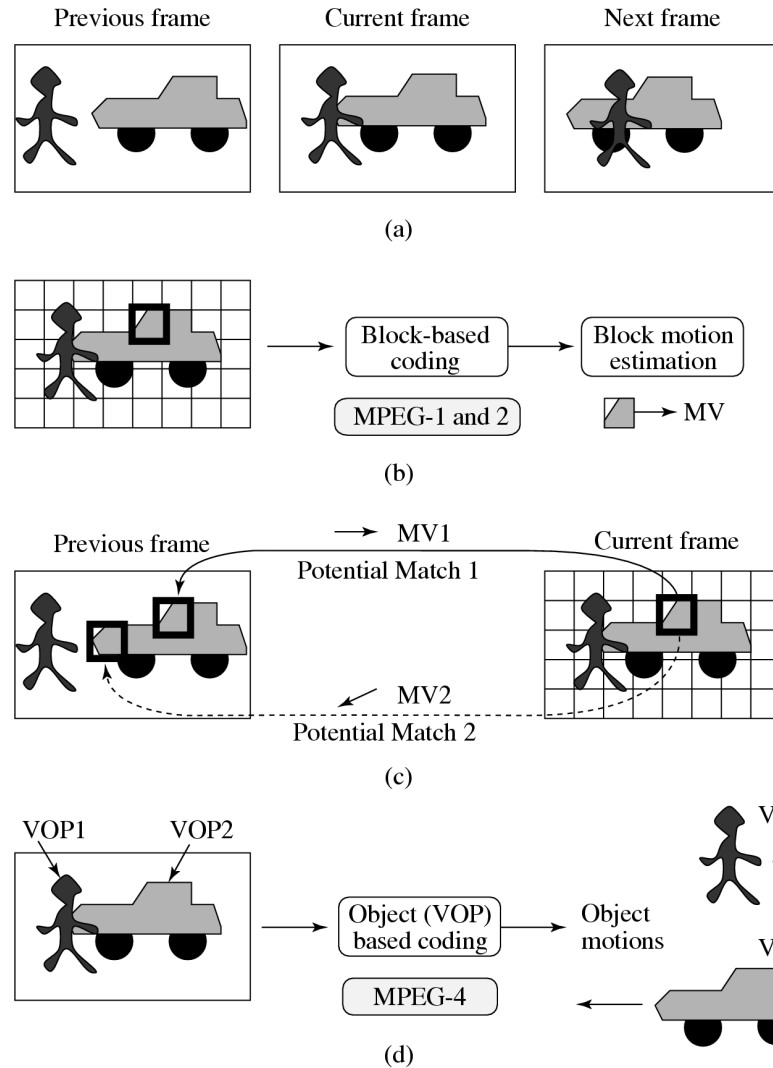 Previous frame
Current frame
Next frame
(a)
Block-based
coding
Block motion
estimation
MPEG-1 and 2
MV
(b)
Previous frame
MV1
Current frame
Potential Match 1
MV2
Potential Match 2
(c)
VOP1
VOP2
V
Object (VOP)
based coding
Object
motions
V
MPEG-4
(d)